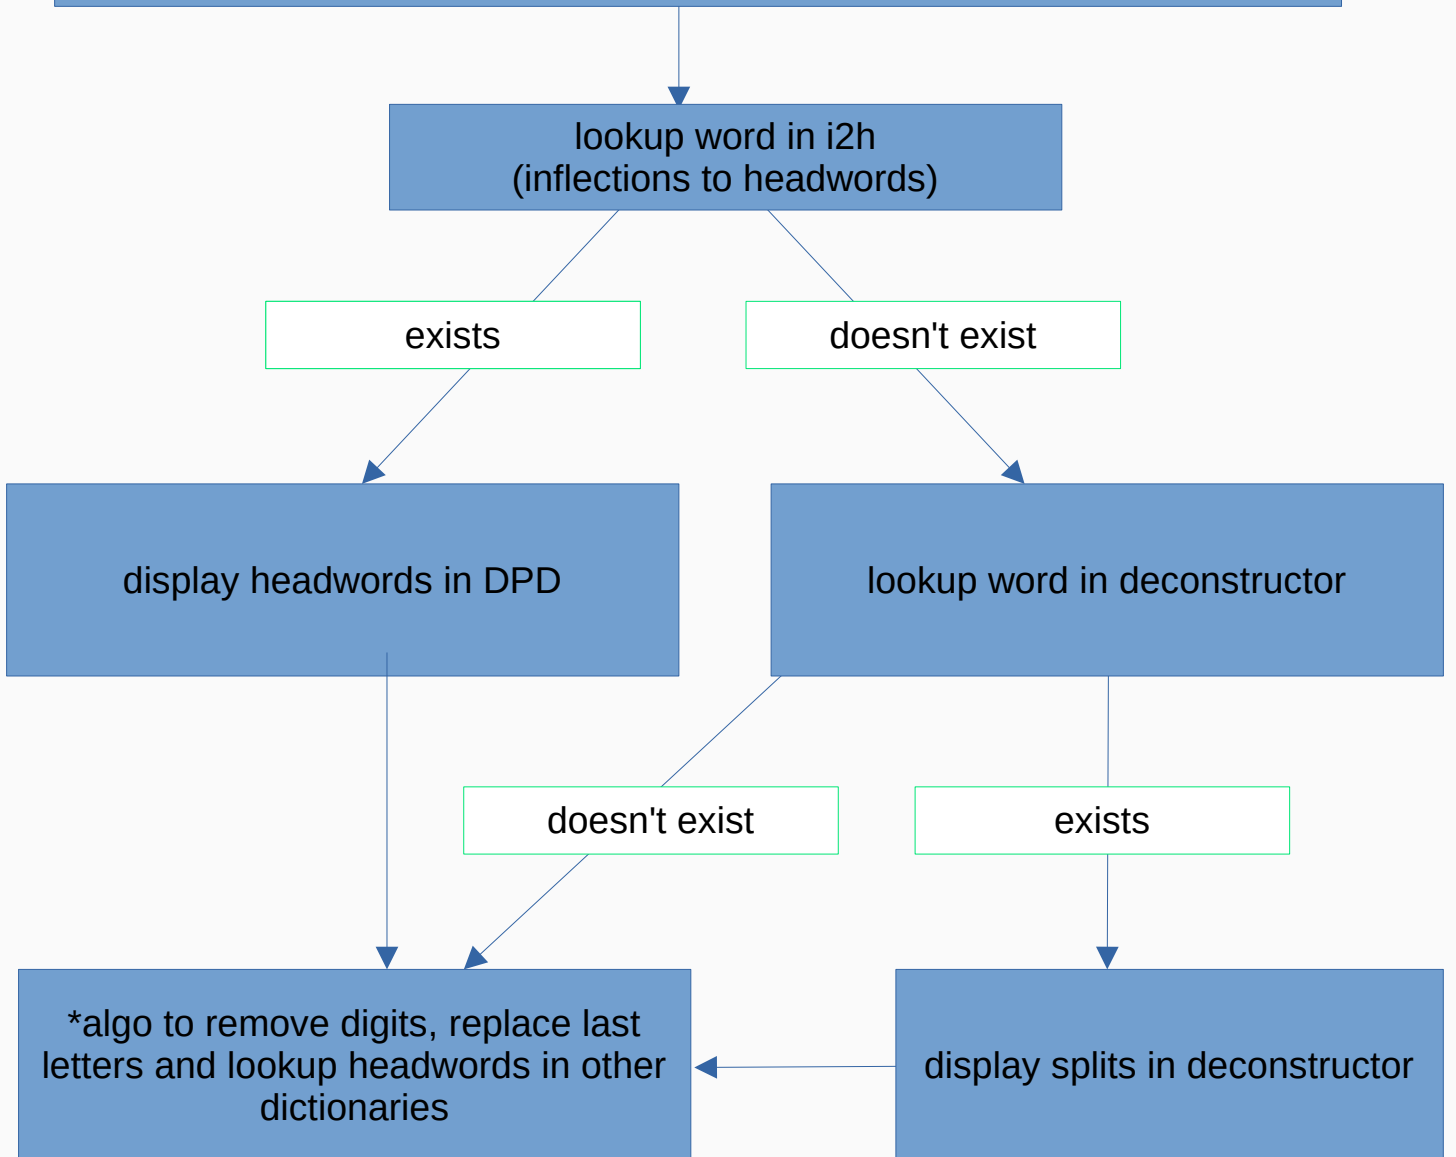 lookup word in i2h
(inflections to headwords)
exists
doesn't exist
display headwords in DPD
lookup word in deconstructor
doesn't exist
exists
*algo to remove digits, replace last
letters and lookup headwords in other
dictionaries
display splits in deconstructor